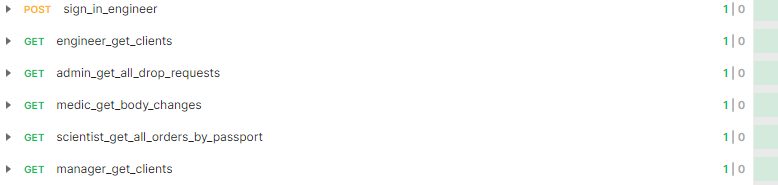 POST sign_in_engineer 1 | 0
GET engineer_get_clients 1 | 0
GET admin_get_all_drop_requests 1 | 0
GET medic_get_body_changes 1 | 0
GET scientist_get_all_orders_by_passport 1 | 0
GET manager_get_clients 1 | 0